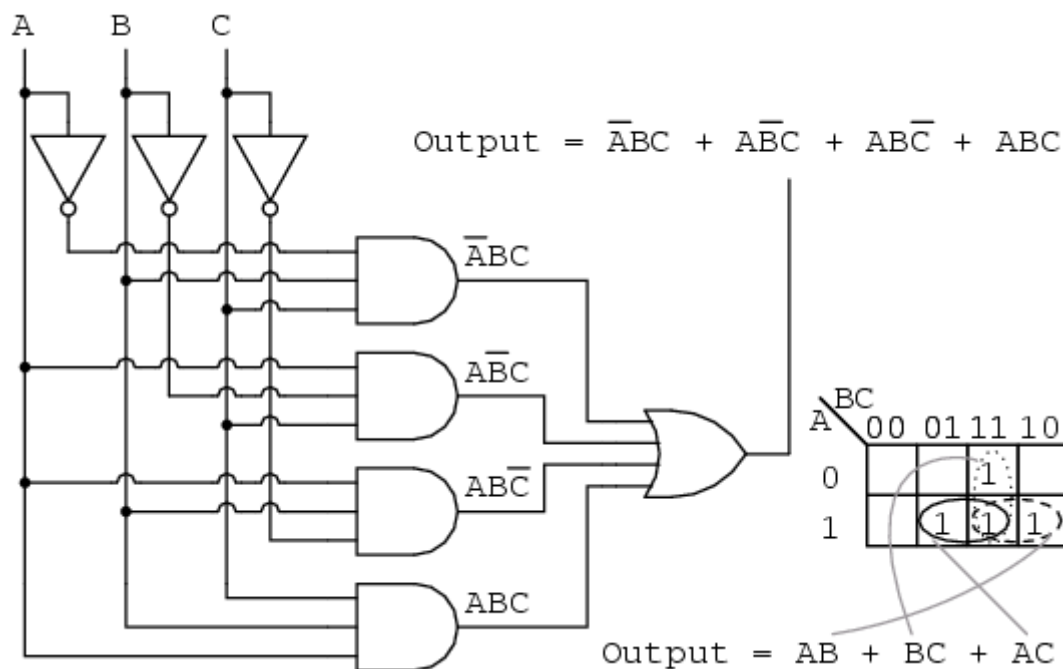 A B C
Output = A̅BC + AB̅C + ABC̅ + ABC
A̅BC
AB̅C
ABC̅
ABC
BC
A 00 01 11 10
0 1
1 1 1 1
Output = AB + BC + AC